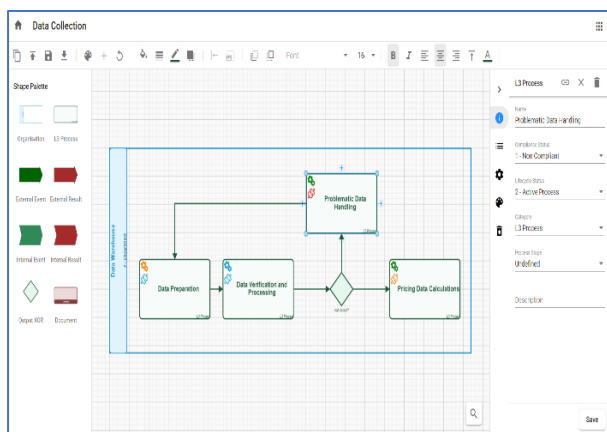 Data Collection
Font
16
B
I
A
Shape Palette
Organisation
L3 Process
External Event
External Result
Internal Event
Internal Result
Output XOR
Document
Data Warehouse
Problematic Data
Handling
Data Preparation
Data Verification and
Processing
Pricing Data Calculations
L3 Process
Name
Problematic Data Handling
Compliance Status
1 - Non Compliant
Lifecycle Status
2 - Active Process
Category
L3 Process
Process Stage
Undefined
Description
Save